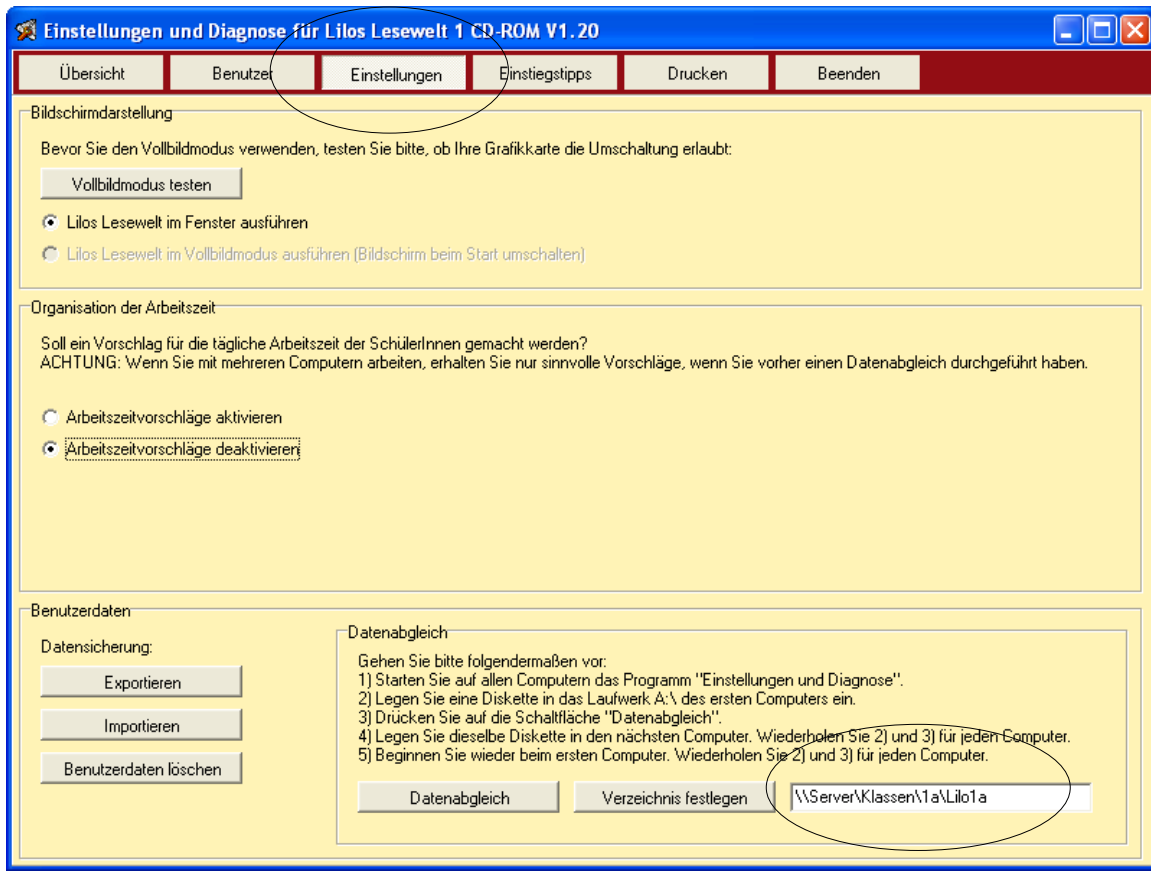 Einstellungen und Diagnose für Lilos Lesewelt 1 CD-ROM V1.20
Übersicht Benutzer Einstellungen Einstiegstipps Drucken Beenden
Bildschirmdarstellung
Bevor Sie den Vollbildmodus verwenden, testen Sie bitte, ob Ihre Grafikkarte die Umschaltung erlaubt:
Vollbildmodus testen
Lilos Lesewelt im Fenster ausführen
Lilos Lesewelt im Vollbildmodus ausführen (Bildschirm beim Start umschalten)
Organisation der Arbeitszeit
Soll ein Vorschlag für die tägliche Arbeitszeit der SchülerInnen gemacht werden?
ACHTUNG: Wenn Sie mit mehreren Computern arbeiten, erhalten Sie nur sinnvolle Vorschläge, wenn Sie vorher einen Datenabgleich durchgeführt haben.
Arbeitszeitvorschläge aktivieren
Arbeitszeitvorschläge deaktivieren
Benutzerdaten
Datensicherung:
Exportieren
Importieren
Benutzerdaten löschen
Datenabgleich
Gehen Sie bitte folgendermaßen vor:
1) Starten Sie auf allen Computern das Programm "Einstellungen und Diagnose".
2) Legen Sie eine Diskette in das Laufwerk A:\ des ersten Computers ein.
3) Drücken Sie auf die Schaltfläche "Datenabgleich".
4) Legen Sie dieselbe Diskette in den nächsten Computer. Wiederholen Sie 2) und 3) für jeden Computer.
5) Beginnen Sie wieder beim ersten Computer. Wiederholen Sie 2) und 3) für jeden Computer.
Datenabgleich Verzeichnis festlegen \\Server\Klassen\1a\Lilo1a